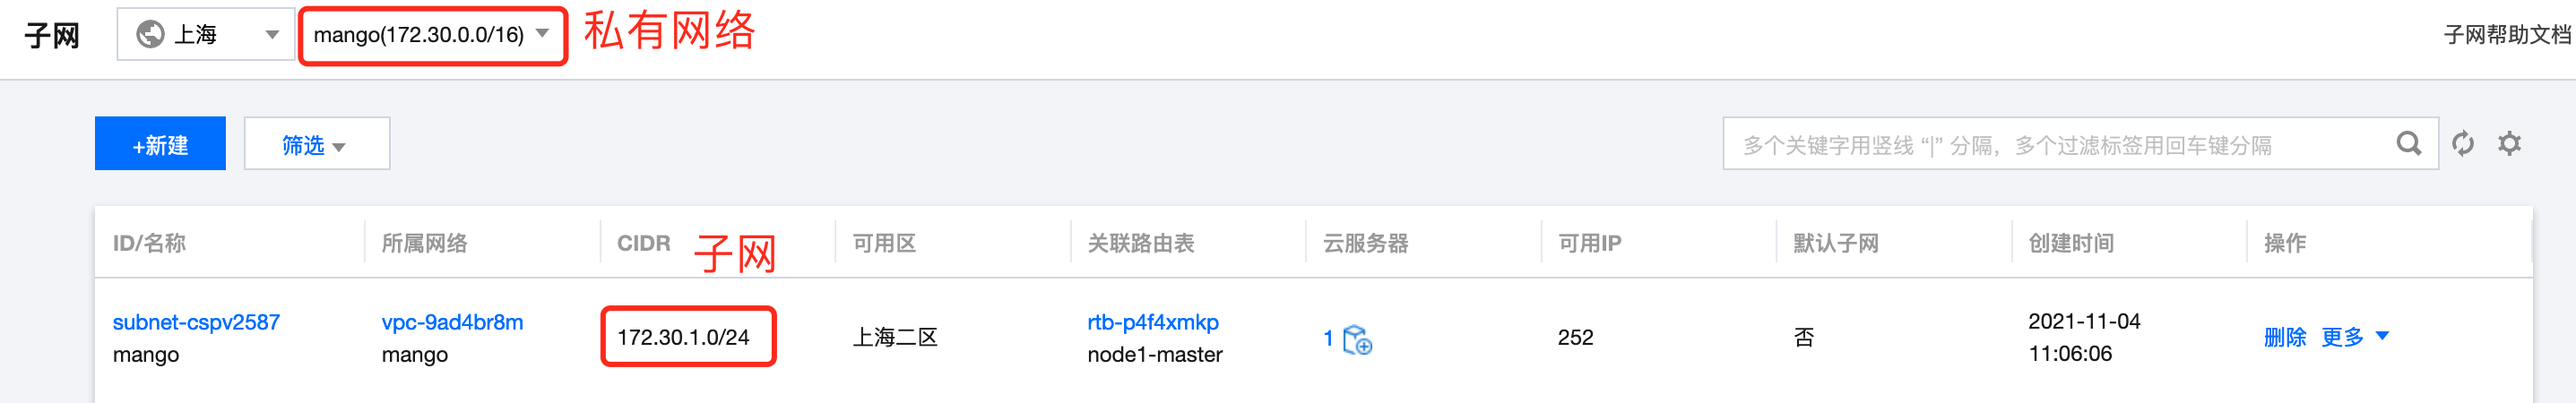 子网
上海
mango(172.30.0.0/16)
私有网络
子网帮助文档
+新建
筛选
多个关键字用竖线 “|” 分隔，多个过滤标签用回车键分隔
ID/名称
所属网络
CIDR
子网
可用区
关联路由表
云服务器
可用IP
默认子网
创建时间
操作
subnet-cspv2587
mango
vpc-9ad4br8m
mango
172.30.1.0/24
上海二区
rtb-p4f4xmkp
node1-master
1
252
否
2021-11-04
11:06:06
删除 更多